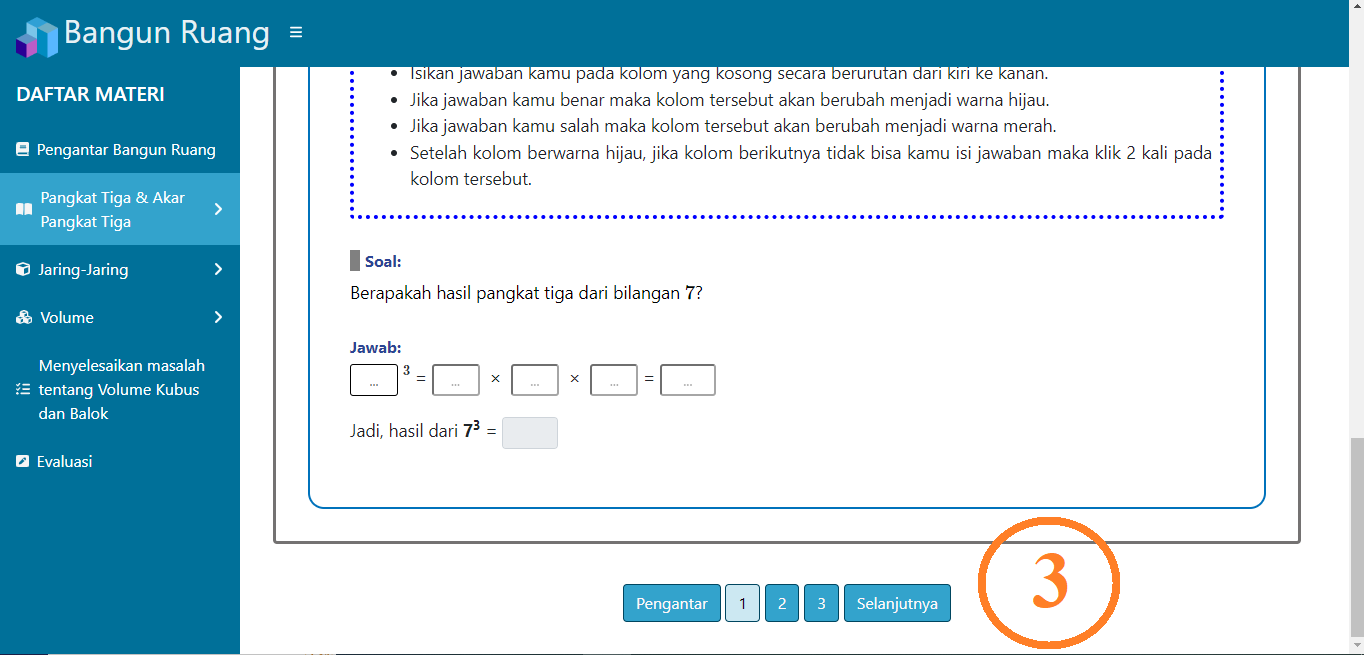 Bangun Ruang
DAFTAR MATERI
Pengantar Bangun Ruang
Pangkat Tiga & Akar
Pangkat Tiga
Jaring-Jaring
Volume
Menyelesaikan masalah
tentang Volume Kubus
dan Balok
Evaluasi
Isikan jawaban kamu pada kolom yang kosong secara berurutan dari kiri ke kanan.
Jika jawaban kamu benar maka kolom tersebut akan berubah menjadi warna hijau.
Jika jawaban kamu salah maka kolom tersebut akan berubah menjadi warna merah.
Setelah kolom berwarna hijau, jika kolom berikutnya tidak bisa kamu isi jawaban maka klik 2 kali pada
kolom tersebut.
Soal:
Berapakah hasil pangkat tiga dari bilangan 7?
Jawab:
... ³ = ... × ... × ... = ...
Jadi, hasil dari 7³ =
Pengantar 1 2 3 Selanjutnya
3